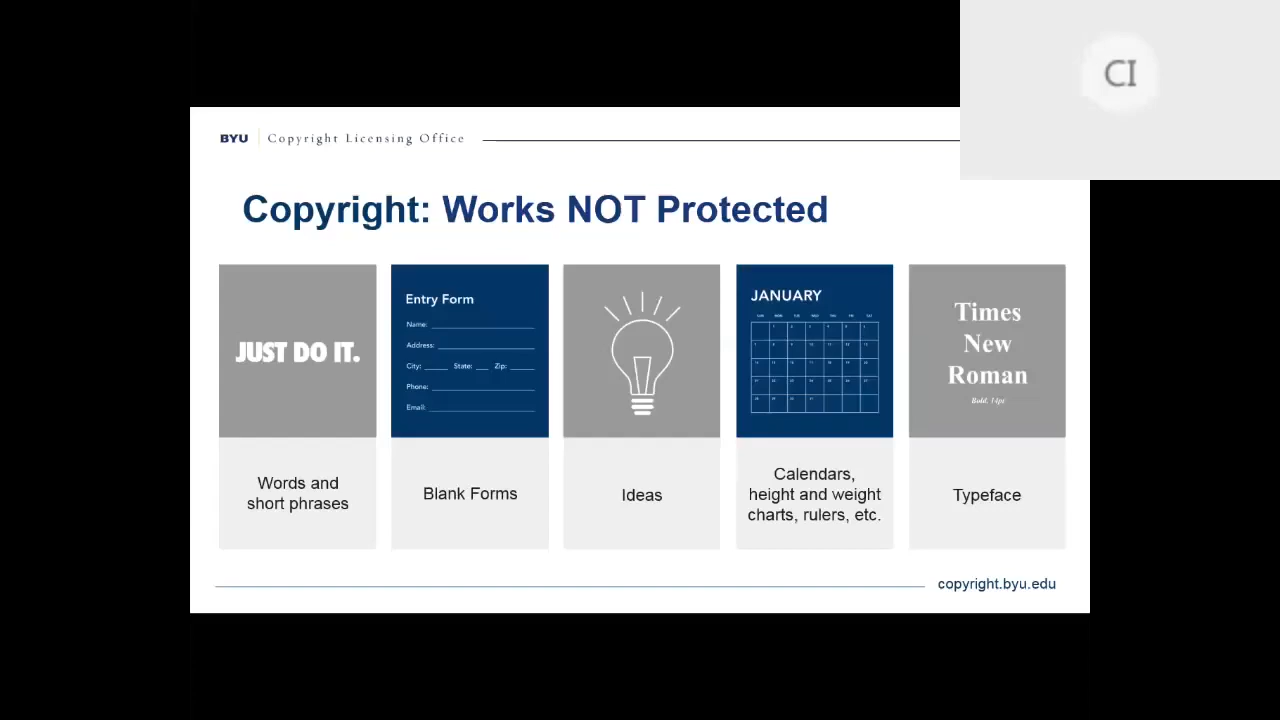 CI
BYU Copyright Licensing Office
Copyright: Works NOT Protected
JUST DO IT.
Entry Form
Name:
Address:
City: State: Zip:
Phone:
Email:
JANUARY
Times
New
Roman
Bold, 14pt
Words and
short phrases
Blank Forms
Ideas
Calendars,
height and weight
charts, rulers, etc.
Typeface
copyright.byu.edu